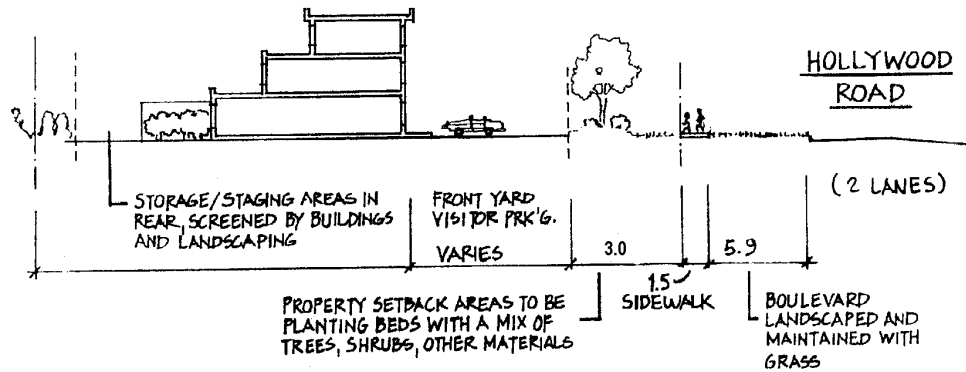 HOLLYWOOD
ROAD
(2 LANES)
STORAGE/STAGING AREAS IN
REAR, SCREENED BY BUILDINGS
AND LANDSCAPING
FRONT YARD
VISITOR PRK'G.
VARIES
3.0
1.5
SIDEWALK
5.9
PROPERTY SETBACK AREAS TO BE
PLANTING BEDS WITH A MIX OF
TREES, SHRUBS, OTHER MATERIALS
BOULEVARD
LANDSCAPED AND
MAINTAINED WITH
GRASS